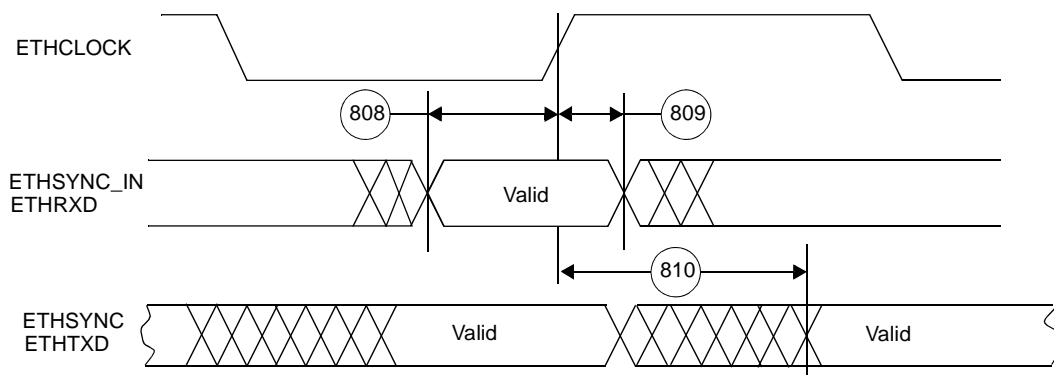 ETHCLOCK
808
809
ETHSYNC_IN
ETHRXD
Valid
810
ETHSYNC
ETHTXD
Valid
Valid